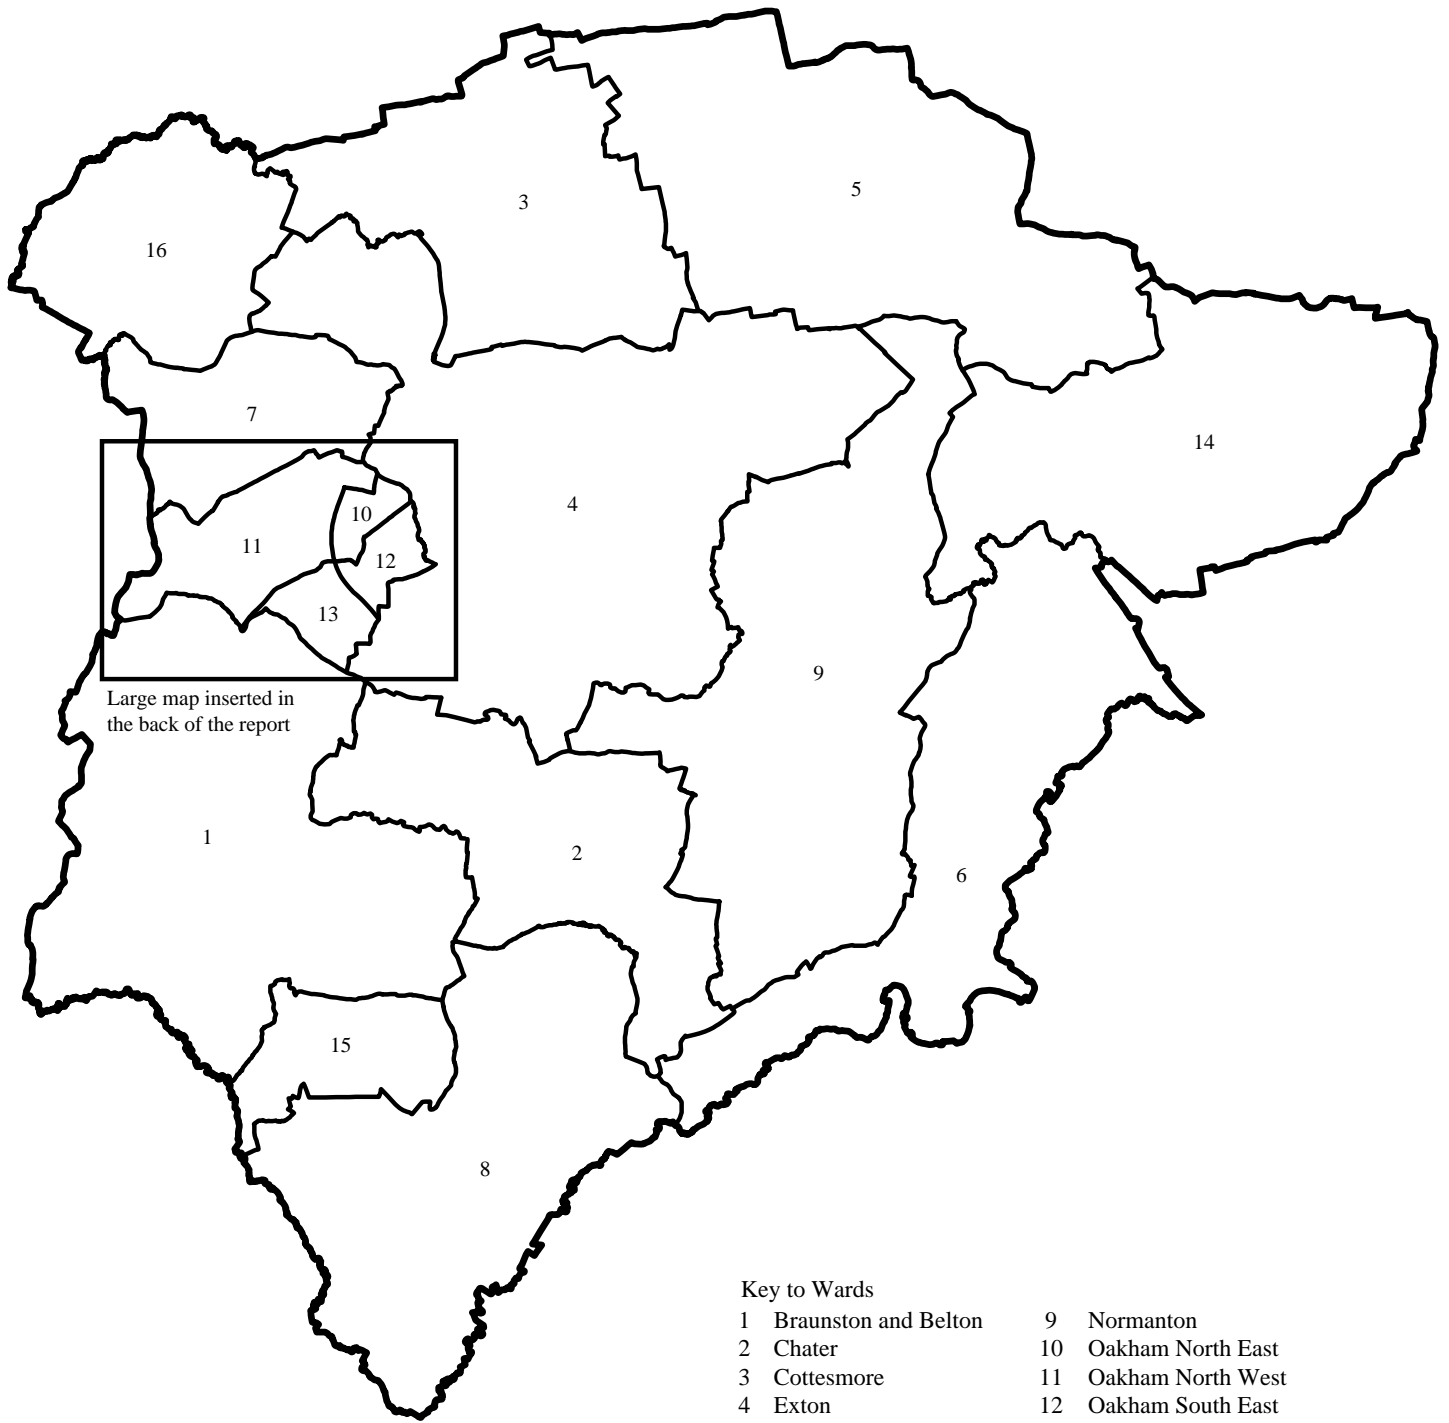 3
5
16
7
14
4
10
11
12
13
9
Large map inserted in
the back of the report
1
2
6
15
8
Key to Wards
1 Braunston and Belton
2 Chater
3 Cottesmore
4 Exton
9 Normanton
10 Oakham North East
11 Oakham North West
12 Oakham South East